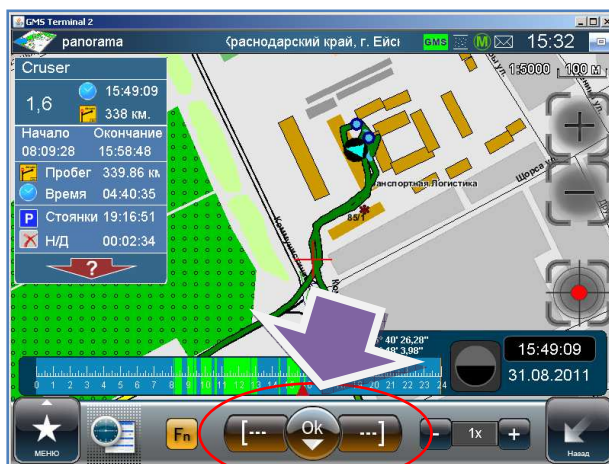 GMS Terminal 2
panorama
Краснодарский край, г. Ейск
GMS
M
15:32
1:5000
100 м
Cruser
1,6
15:49:09
338 км.
Начало Окончание
08:09:28 15:58:48
Пробег 339.86 км
Время 04:40:35
P Стоянки 19:16:51
Н/Д 00:02:34
?
Щорса ул.
анспортная Логистика
85/1
° 40' 26,28"
48' 3,98"
0 1 2 3 4 5 6 7 8 9 10 11 12 13 14 15 17 18 19 20 21 22 23 24
15:49:09
31.08.2011
МЕНЮ
Fn
[---
Ok
---]
-
1x
+
Назад